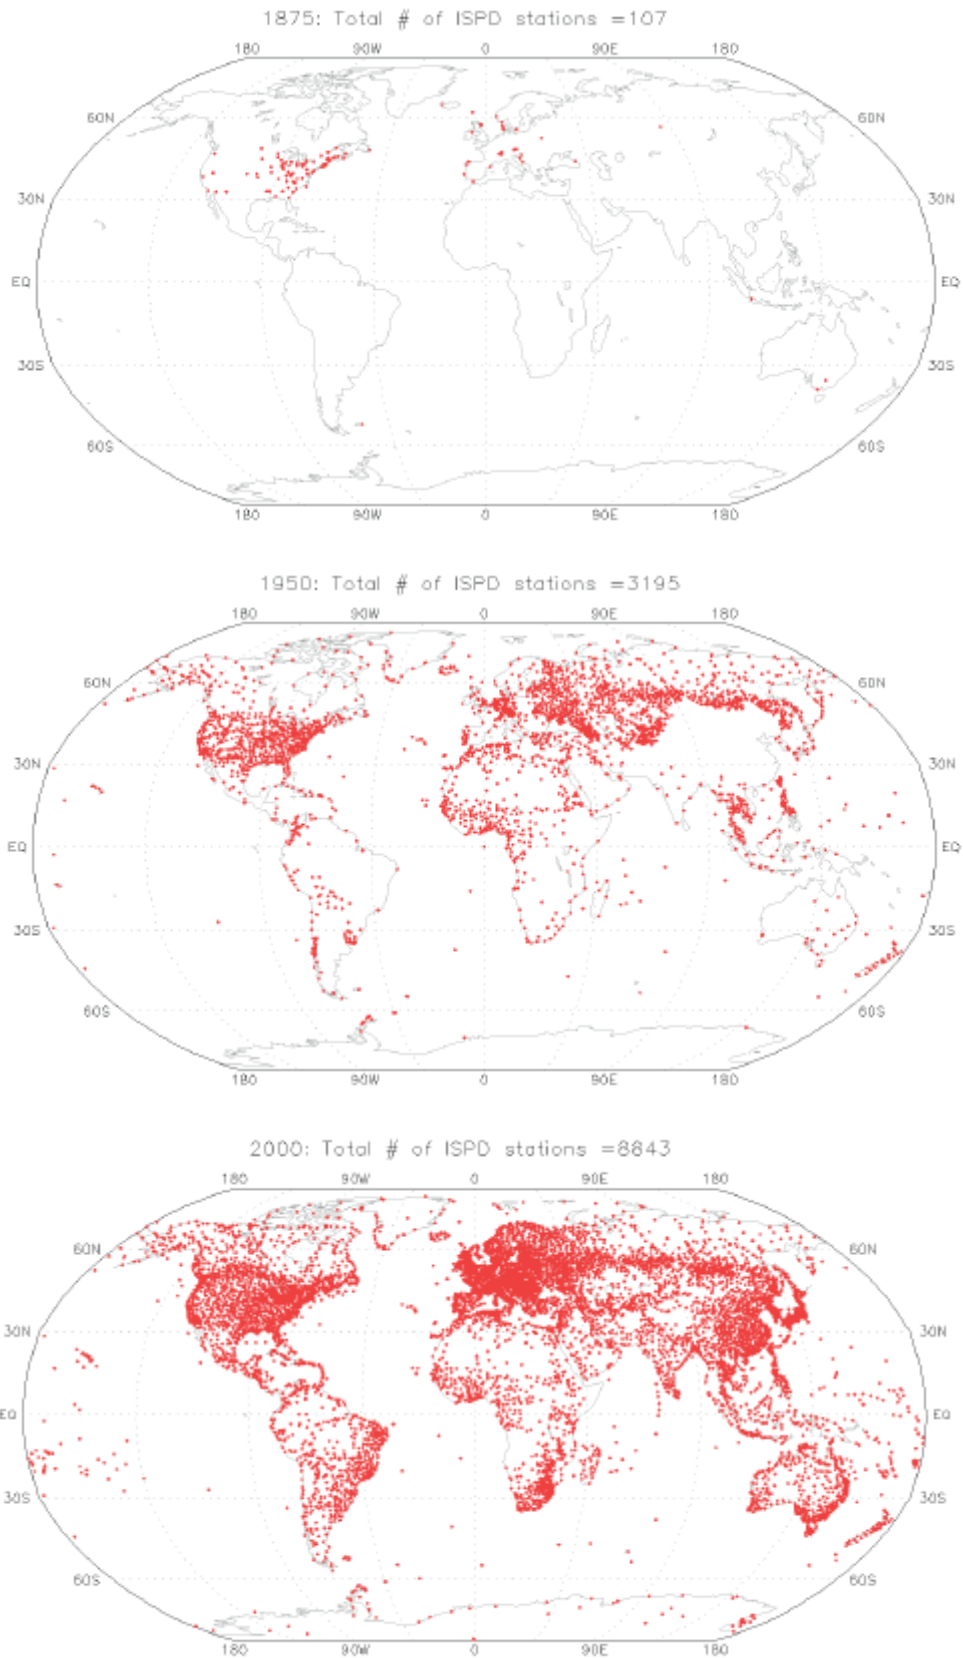 1875: Total # of ISPD stations =107
180 90W 0 90E 180
60N 60N
30N 30N
EQ EQ
30S 30S
60S 60S
180 90W 0 90E 180
1950: Total # of ISPD stations =3195
180 90W 0 90E 180
60N 60N
30N 30N
EQ EQ
30S 30S
60S 60S
180 90W 0 90E 180
2000: Total # of ISPD stations =8843
180 90W 0 90E 180
60N 60N
30N 30N
EQ EQ
30S 30S
60S 60S
180 90W 0 90E 180